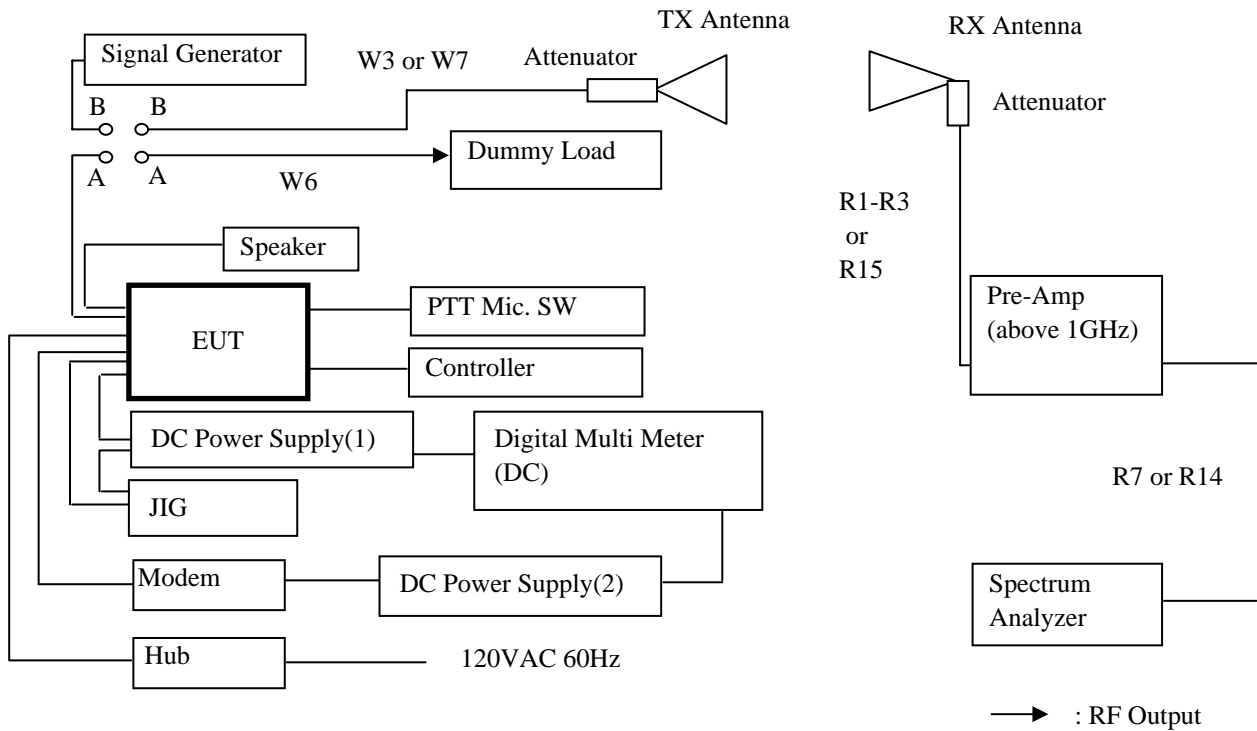 TX Antenna
RX Antenna
Signal Generator
W3 or W7
Attenuator
Attenuator
B
B
A
A
W6
Dummy Load
R1-R3
or
R15
Speaker
EUT
PTT Mic. SW
Controller
Pre-Amp
(above 1GHz)
DC Power Supply(1)
Digital Multi Meter
(DC)
R7 or R14
JIG
Modem
DC Power Supply(2)
Spectrum
Analyzer
Hub
120VAC 60Hz
: RF Output